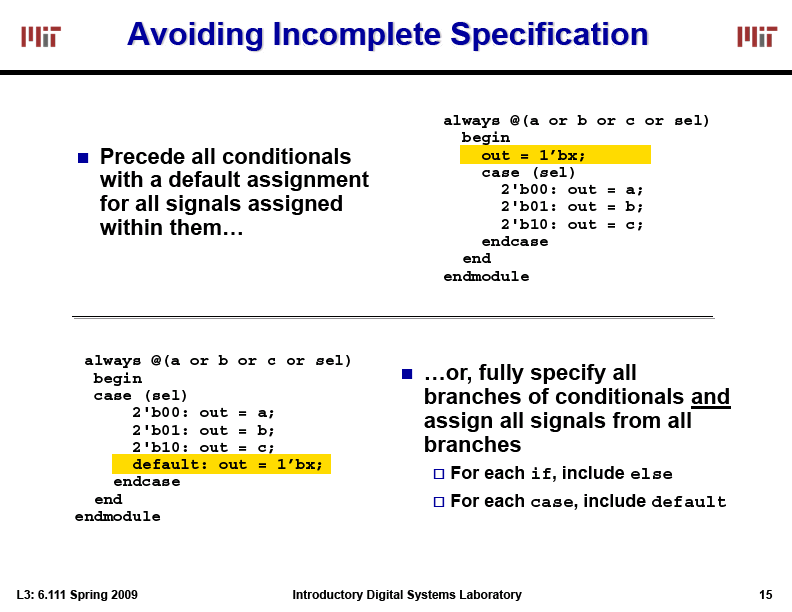 MIT
Avoiding Incomplete Specification
MIT
Precede all conditionals
with a default assignment
for all signals assigned
within them…
always @(a or b or c or sel)
begin
out = 1’bx;
case (sel)
2'b00: out = a;
2'b01: out = b;
2'b10: out = c;
endcase
end
endmodule
always @(a or b or c or sel)
begin
case (sel)
2'b00: out = a;
2'b01: out = b;
2'b10: out = c;
default: out = 1’bx;
endcase
end
endmodule
…or, fully specify all
branches of conditionals and
assign all signals from all
branches
For each if, include else
For each case, include default
L3: 6.111 Spring 2009
Introductory Digital Systems Laboratory
15